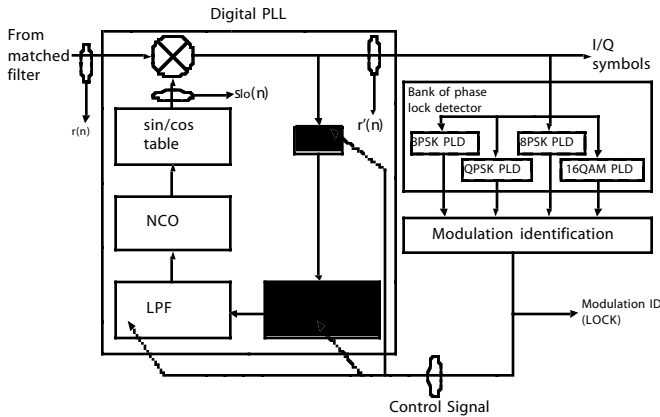 Digital PLL
From
matched
filter
I/Q
symbols
r(n)
Slo(n)
r'(n)
sin/cos
table
NCO
LPF
Bank of phase
lock detector
BPSK PLD
8PSK PLD
QPSK PLD
16QAM PLD
Modulation identification
Modulation ID
(LOCK)
Control Signal